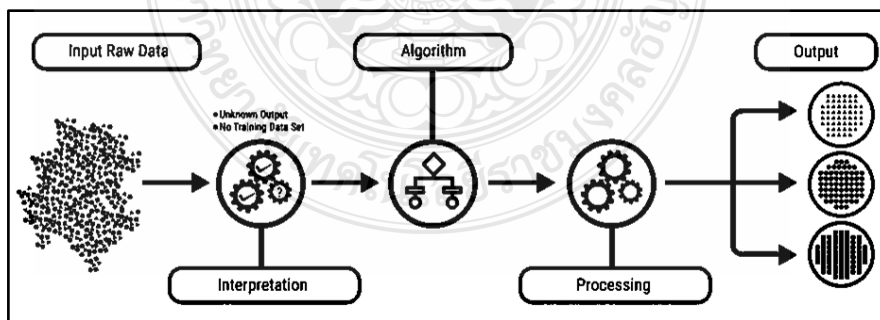 Input Raw Data
Algorithm
Output
• Unknown Output
• No Training Data Set
Interpretation
Processing